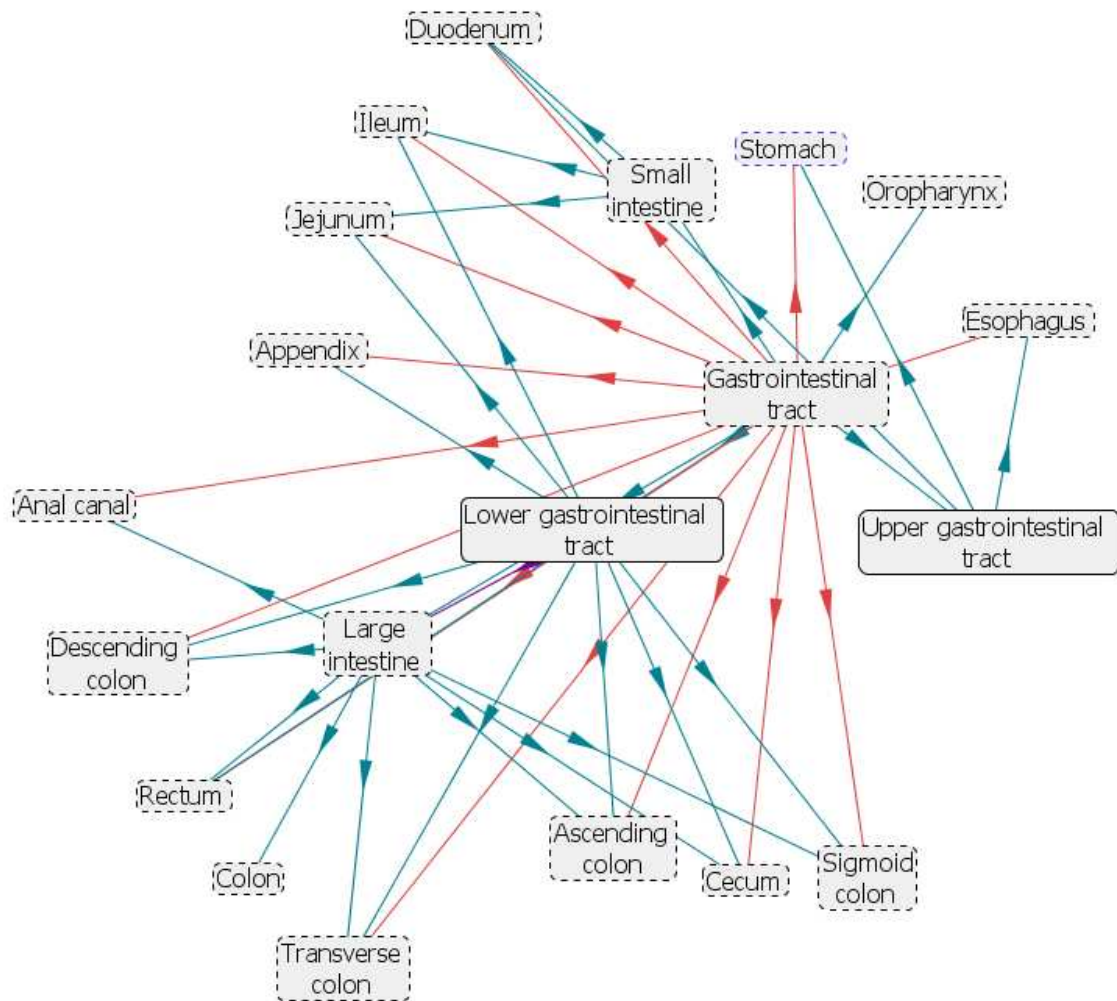 Duodenum
Ileum
Stomach
Small
intestine
Oropharynx
Jejunum
Esophagus
Appendix
Gastrointestinal
tract
Anal canal
Lower gastrointestinal
tract
Upper gastrointestinal
tract
Large
intestine
Descending
colon
Rectum
Ascending
colon
Sigmoid
colon
Colon
Cecum
Transverse
colon